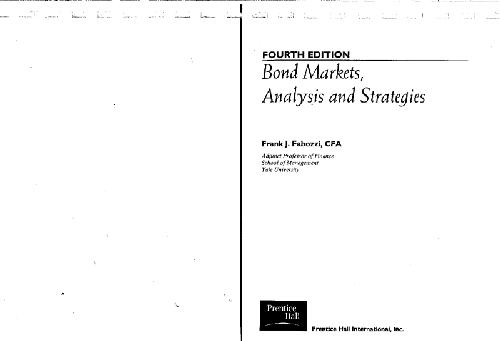 FOURTH EDITION
Bond Markets,
Analysis and Strategies
Frank J. Fabozzi, CFA
Adjunct Professor of Finance
School of Management
Yale University
Prentice
Hall
Prentice Hall International, Inc.